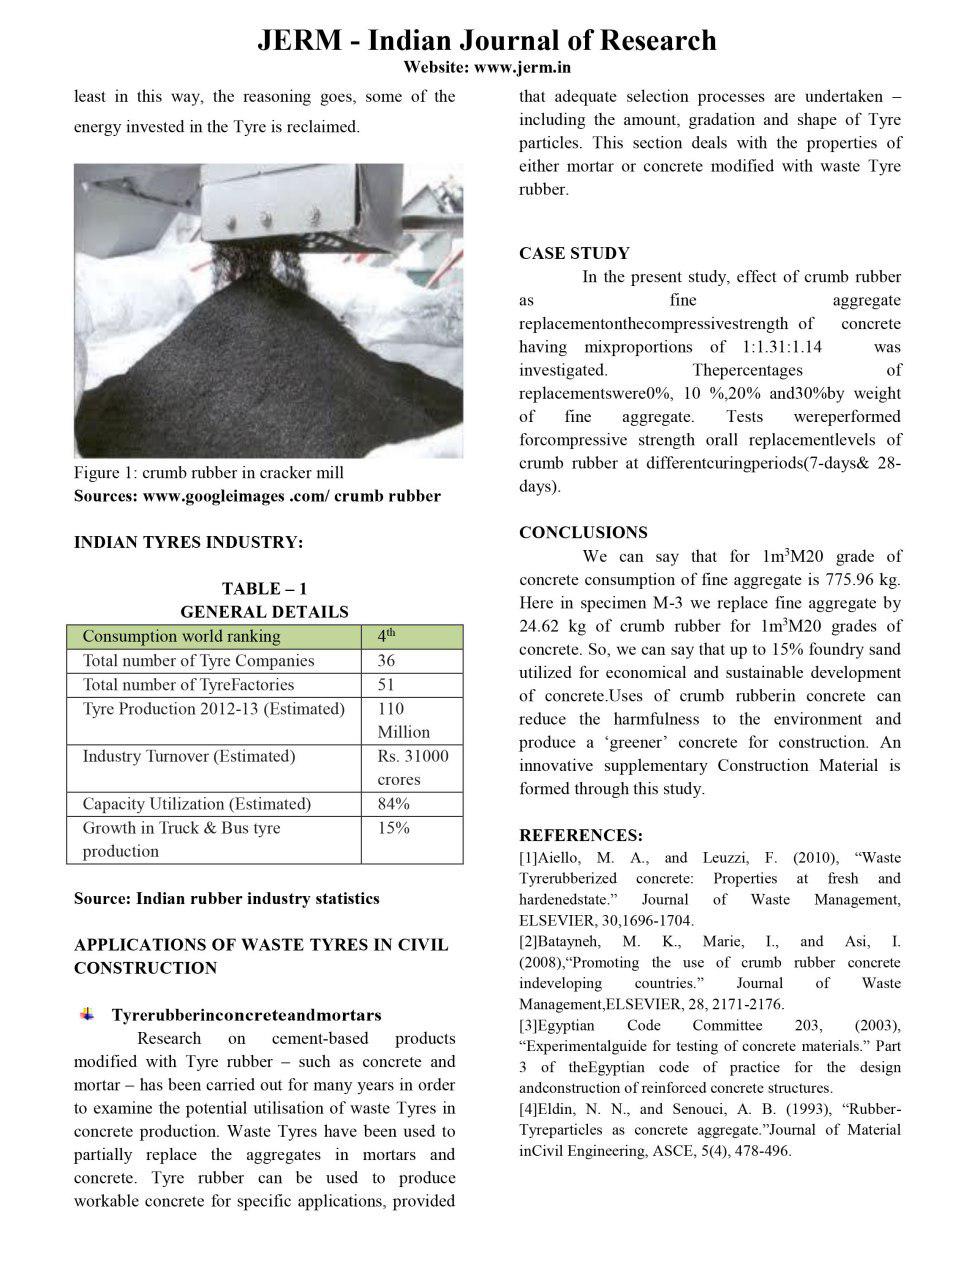 JERM - Indian Journal of Research
Website: www.jerm.in
least in this way, the reasoning goes, some of the
energy invested in the Tyre is reclaimed.
Figure 1: crumb rubber in cracker mill
Sources: www.googleimages .com/ crumb rubber
INDIAN TYRES INDUSTRY:
TABLE – 1
GENERAL DETAILS
Consumption world ranking 4th
Total number of Tyre Companies 36
Total number of TyreFactories 51
Tyre Production 2012-13 (Estimated) 110
Million
Industry Turnover (Estimated) Rs. 31000
crores
Capacity Utilization (Estimated) 84%
Growth in Truck & Bus tyre 15%
production
Source: Indian rubber industry statistics
APPLICATIONS OF WASTE TYRES IN CIVIL
CONSTRUCTION
Tyrerubberinconcreteandmortars
Research on cement-based products
modified with Tyre rubber – such as concrete and
mortar – has been carried out for many years in order
to examine the potential utilisation of waste Tyres in
concrete production. Waste Tyres have been used to
partially replace the aggregates in mortars and
concrete. Tyre rubber can be used to produce
workable concrete for specific applications, provided
that adequate selection processes are undertaken –
including the amount, gradation and shape of Tyre
particles. This section deals with the properties of
either mortar or concrete modified with waste Tyre
rubber.
CASE STUDY
In the present study, effect of crumb rubber
as fine aggregate
replacementonthecompressivestrength of concrete
having mixproportions of 1:1.31:1.14 was
investigated. Thepercentages of
replacementswere0%, 10 %,20% and30%by weight
of fine aggregate. Tests wereperformed
forcompressive strength orall replacementlevels of
crumb rubber at differentcuringperiods(7-days& 28-
days).
CONCLUSIONS
We can say that for 1m³M20 grade of
concrete consumption of fine aggregate is 775.96 kg.
Here in specimen M-3 we replace fine aggregate by
24.62 kg of crumb rubber for 1m³M20 grades of
concrete. So, we can say that up to 15% foundry sand
utilized for economical and sustainable development
of concrete.Uses of crumb rubberin concrete can
reduce the harmfulness to the environment and
produce a ‘greener’ concrete for construction. An
innovative supplementary Construction Material is
formed through this study.
REFERENCES:
[1]Aiello, M. A., and Leuzzi, F. (2010), “Waste
Tyrerubberized concrete: Properties at fresh and
hardenedstate.” Journal of Waste Management,
ELSEVIER, 30,1696-1704.
[2]Batayneh, M. K., Marie, I., and Asi, I.
(2008),“Promoting the use of crumb rubber concrete
indeveloping countries.” Journal of Waste
Management,ELSEVIER, 28, 2171-2176.
[3]Egyptian Code Committee 203, (2003),
“Experimentalguide for testing of concrete materials.” Part
3 of theEgyptian code of practice for the design
andconstruction of reinforced concrete structures.
[4]Eldin, N. N., and Senouci, A. B. (1993), “Rubber-
Tyreparticles as concrete aggregate.”Journal of Material
inCivil Engineering, ASCE, 5(4), 478-496.